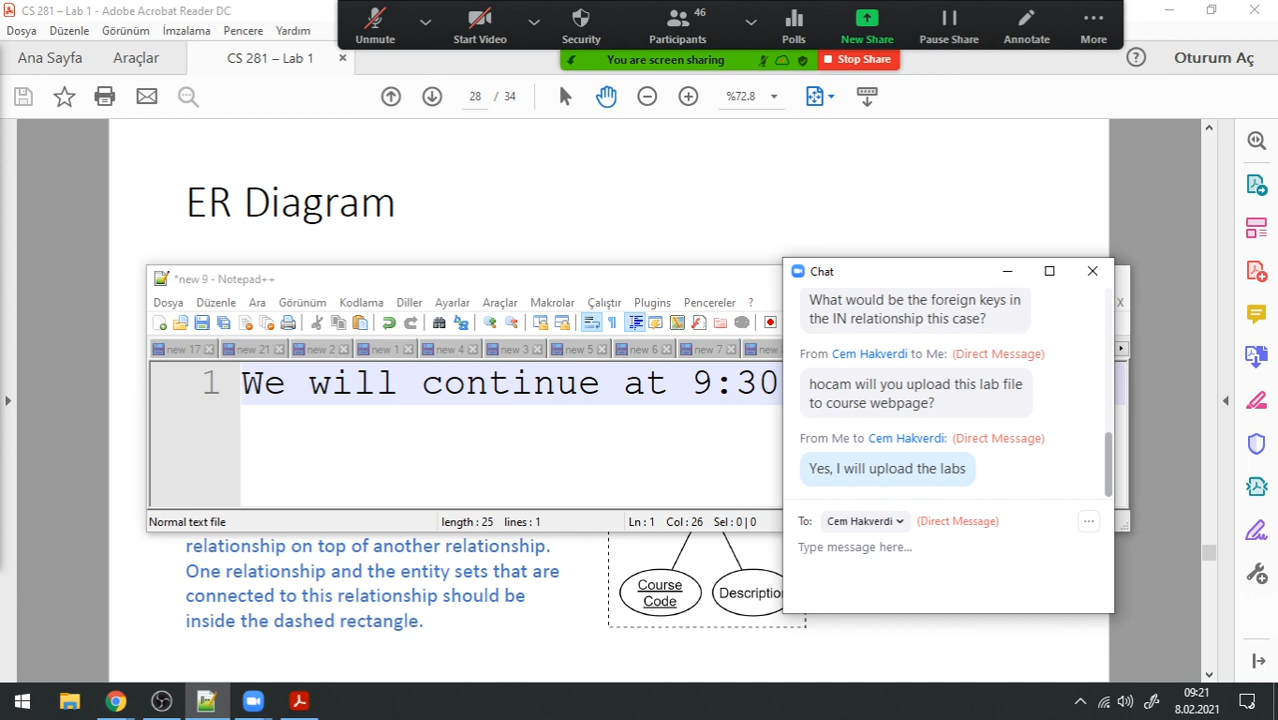 CS 281 – Lab 1 - Adobe Acrobat Reader DC
Dosya Düzenle Görünüm İmzalama Pencere Yardım
Ana Sayfa Araçlar CS 281 – Lab 1
Unmute Start Video Security Participants 46 Polls New Share Pause Share Annotate More
You are screen sharing Stop Share
Oturum Aç
28 / 34 %72.8
ER Diagram
*new 9 - Notepad++
Dosya Düzenle Ara Görünüm Kodlama Diller Ayarlar Araçlar Makrolar Çalıştır Plugins Pencereler ?
new 17 new 21 new 2 new 1 new 4 new 3 new 5 new 6 new 7 new
1 We will continue at 9:30
Normal text file length : 25 lines : 1 Ln : 1 Col : 26 Sel : 0 | 0
relationship on top of another relationship.
One relationship and the entity sets that are
connected to this relationship should be
inside the dashed rectangle.
Course
Code
Chat
What would be the foreign keys in
the IN relationship this case?
From Cem Hakverdi to Me: (Direct Message)
hocam will you upload this lab file
to course webpage?
From Me to Cem Hakverdi: (Direct Message)
Yes, I will upload the labs
To: Cem Hakverdi (Direct Message)
Type message here...
09:21
8.02.2021